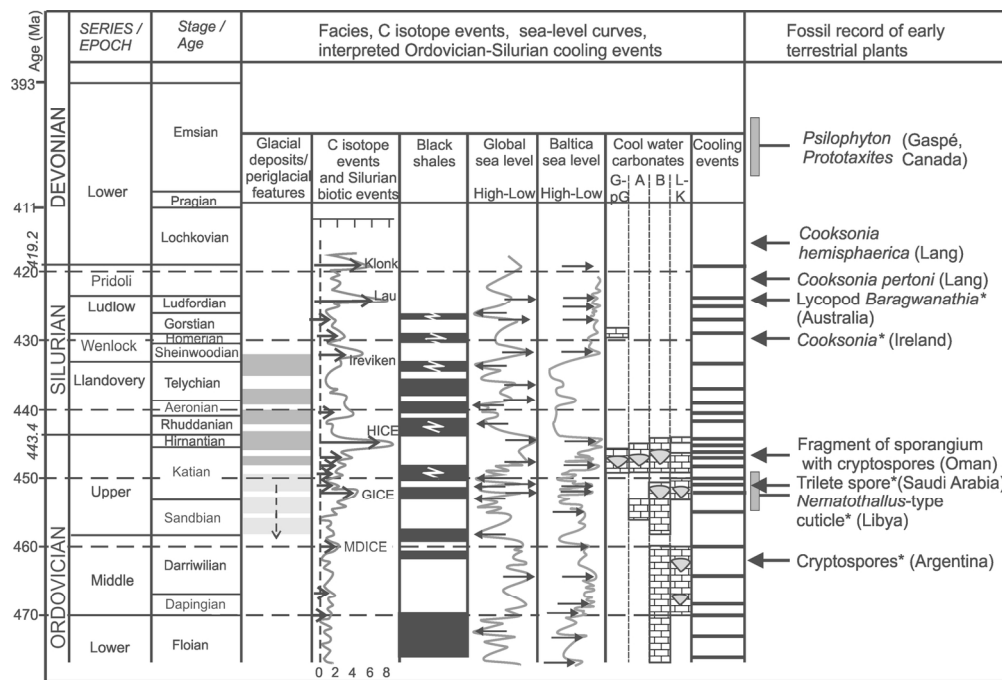 Age (Ma)
SERIES /
EPOCH
Stage /
Age
Facies, C isotope events, sea-level curves,
interpreted Ordovician-Silurian cooling events
Fossil record of early
terrestrial plants
393
411
419.2
420
430
440
443.4
450
460
470
DEVONIAN
SILURIAN
ORDOVICIAN
Lower
Pridoli
Ludlow
Wenlock
Llandovery
Upper
Middle
Lower
Emsian
Pragian
Lochkovian
Ludfordian
Gorstian
Homerian
Sheinwoodian
Telychian
Aeronian
Rhuddanian
Hirnantian
Katian
Sandbian
Darriwilian
Dapingian
Floian
Glacial
deposits/
periglacial
features
C isotope
events
and Silurian
biotic events
Black
shales
Global
sea level
High-Low
Baltica
sea level
High-Low
Cool water
carbonates
G-
pG
A
B
L-
K
Cooling
events
Klonk
Lau
Ireviken
HICE
GICE
MDICE
0 2 4 6 8
Psilophyton
Prototaxites
(Gaspé,
Canada)
Cooksonia
hemisphaerica (Lang)
Cooksonia pertoni (Lang)
Lycopod Baragwanathia*
(Australia)
Cooksonia* (Ireland)
Fragment of sporangium
with cryptospores (Oman)
Trilete spore*(Saudi Arabia)
Nematothallus-type
cuticle* (Libya)
Cryptospores* (Argentina)